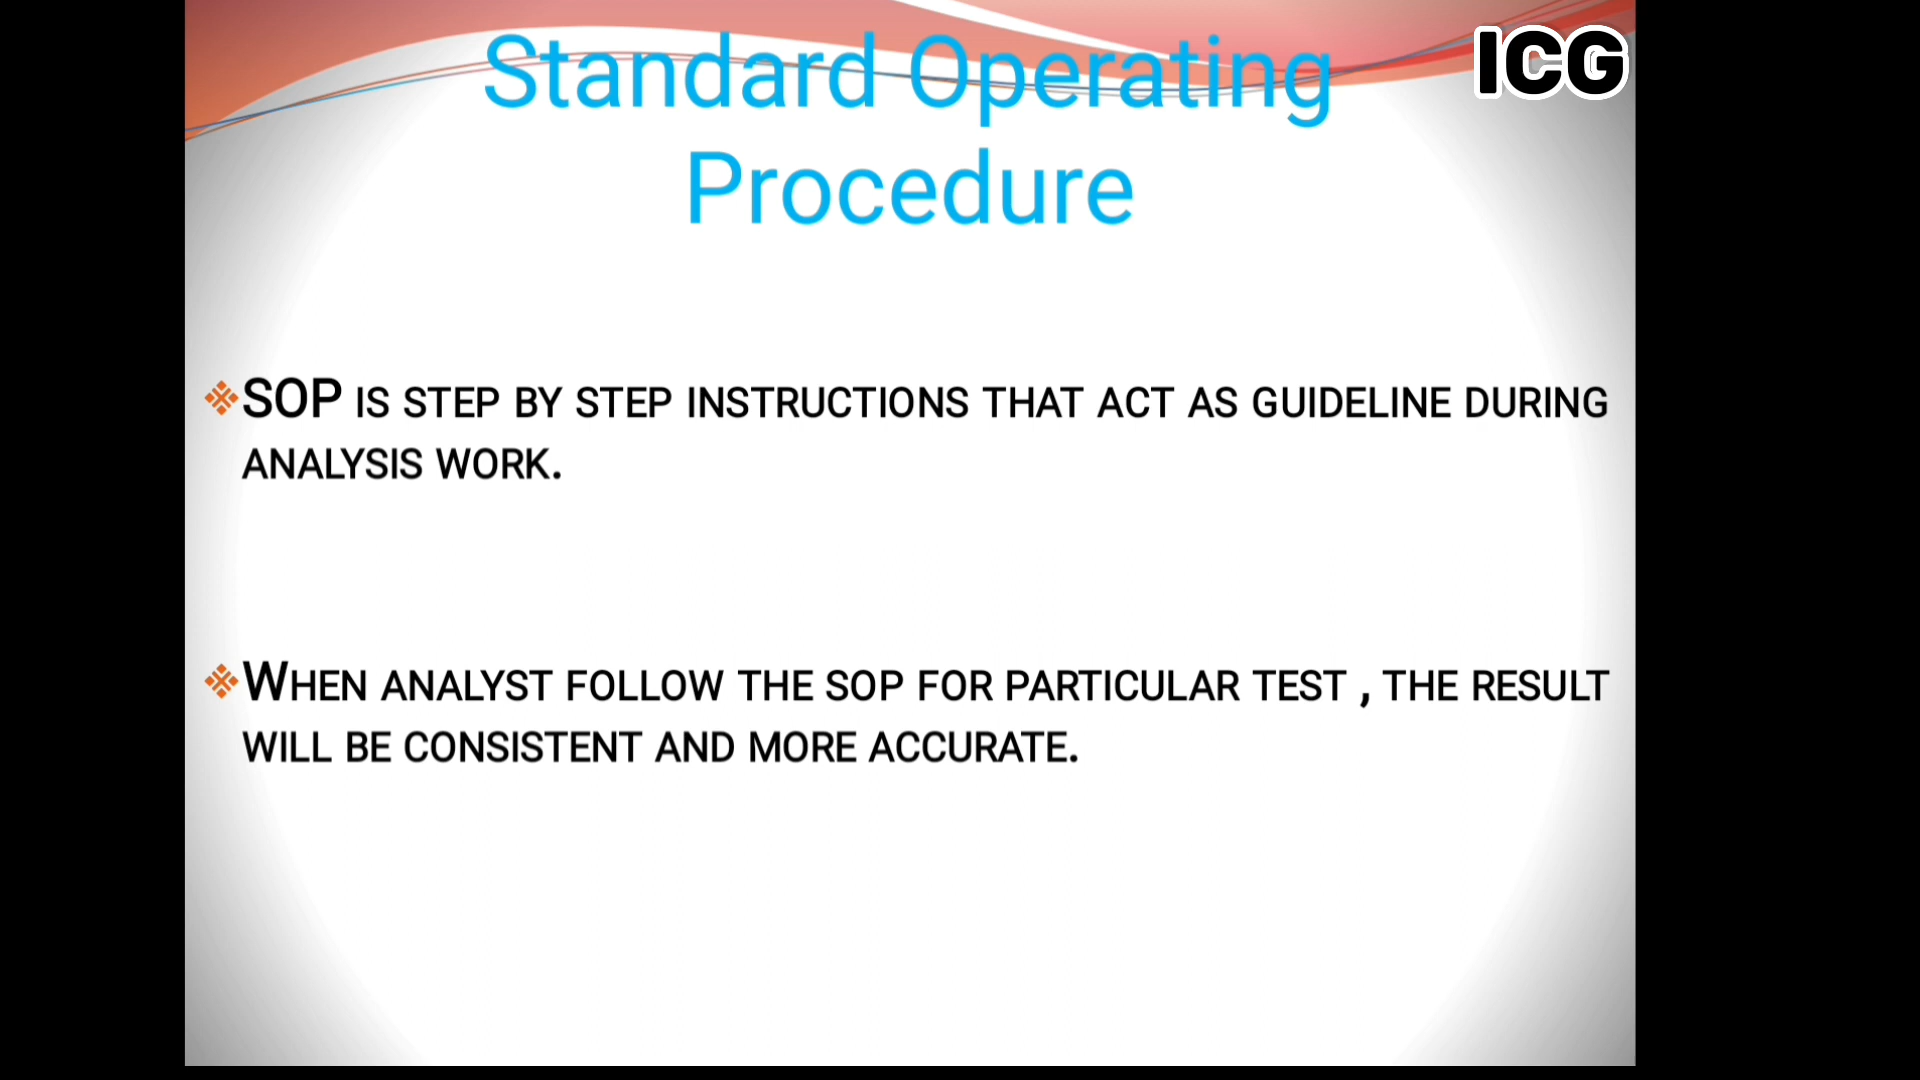 Standard Operating
Procedure
ICG
SOP IS STEP BY STEP INSTRUCTIONS THAT ACT AS GUIDELINE DURING
ANALYSIS WORK.
WHEN ANALYST FOLLOW THE SOP FOR PARTICULAR TEST , THE RESULT
WILL BE CONSISTENT AND MORE ACCURATE.